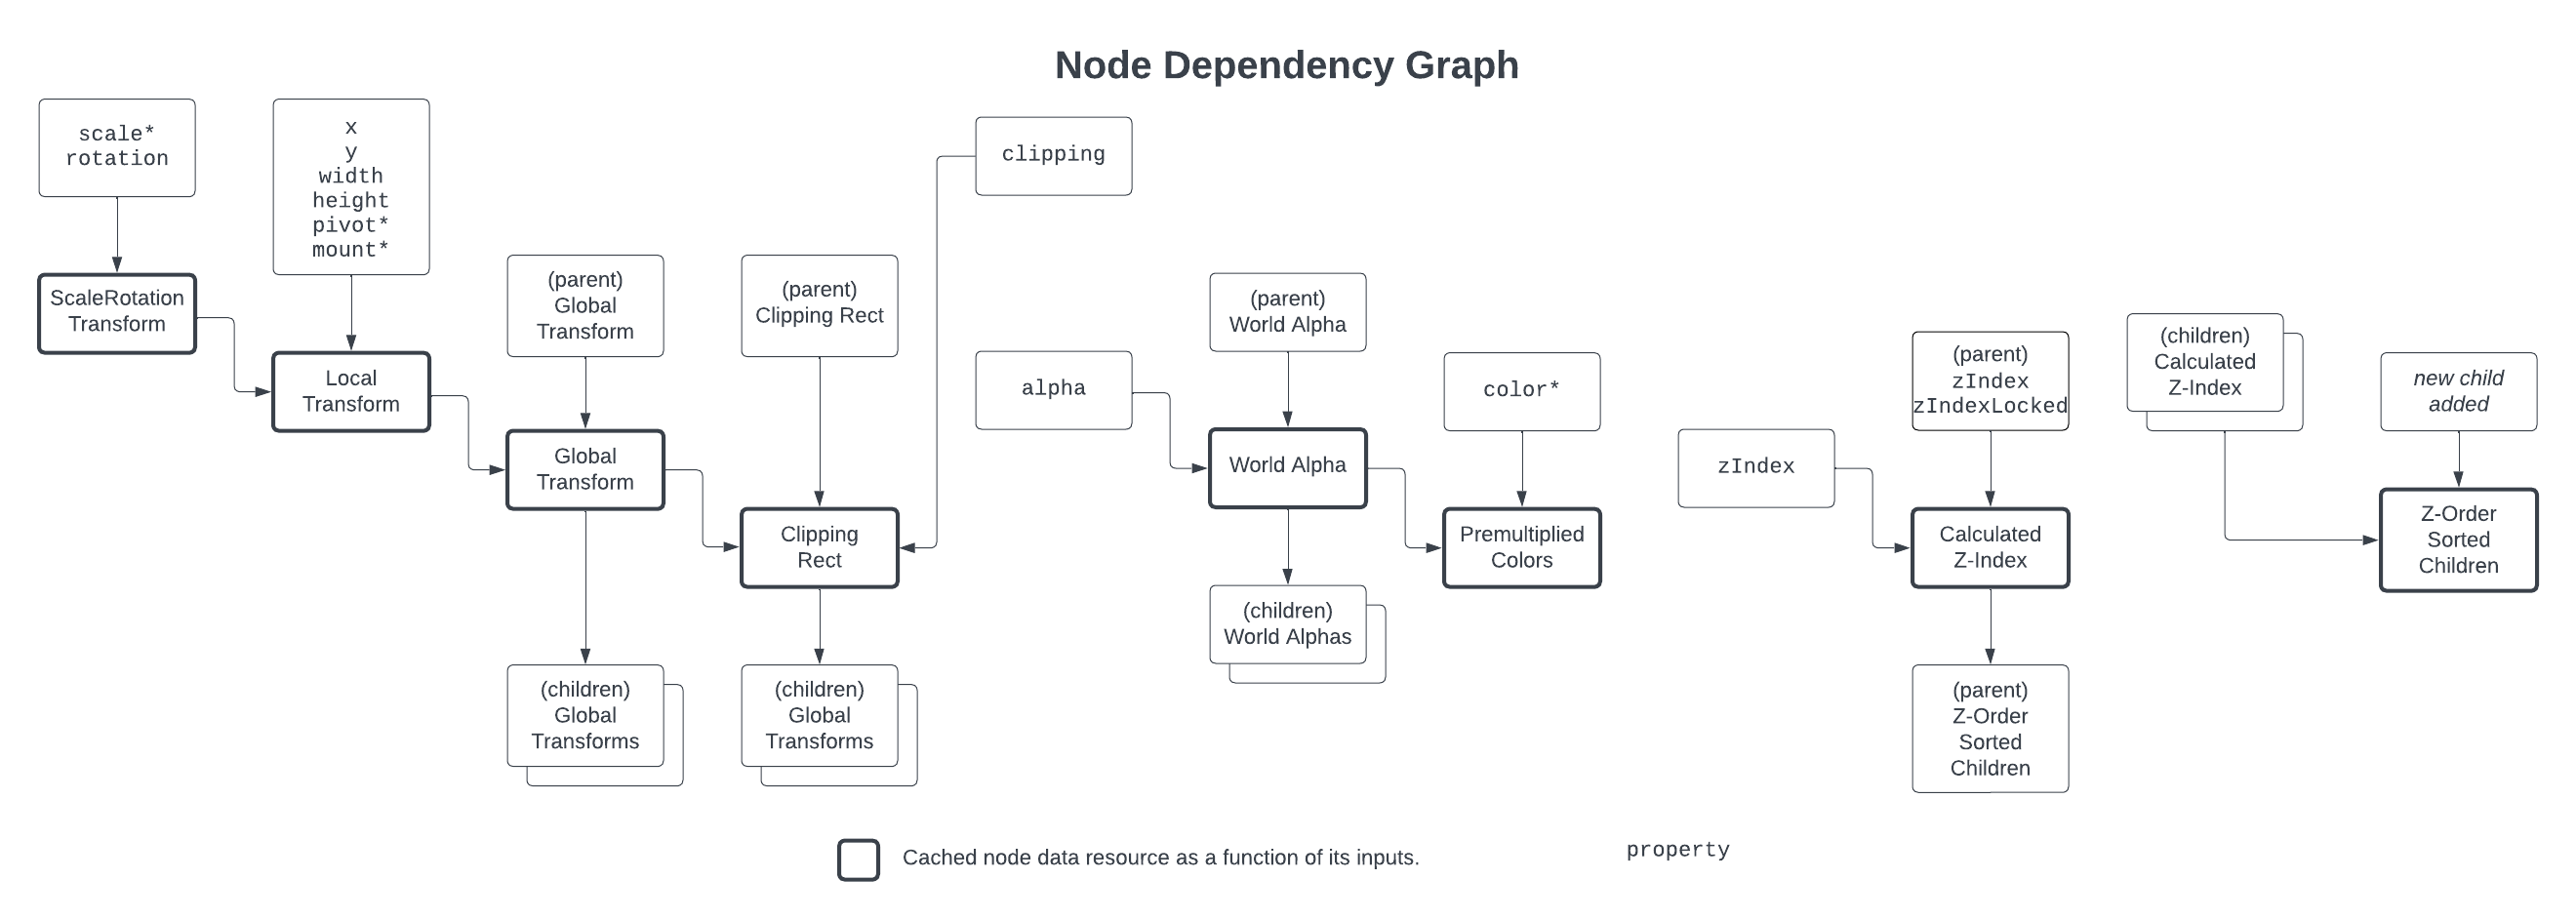 Node Dependency Graph
scale*
rotation
x
y
width
height
pivot*
mount*
clipping
ScaleRotation
Transform
(parent)
Global
Transform
(parent)
Clipping Rect
(parent)
World Alpha
Local
Transform
alpha
color*
(parent)
zIndex
zIndexLocked
(children)
Calculated
Z-Index
new child
added
Global
Transform
World Alpha
zIndex
Clipping
Rect
Premultiplied
Colors
Calculated
Z-Index
Z-Order
Sorted
Children
(children)
World Alphas
(children)
Global
Transforms
(children)
Global
Transforms
(parent)
Z-Order
Sorted
Children
Cached node data resource as a function of its inputs.
property